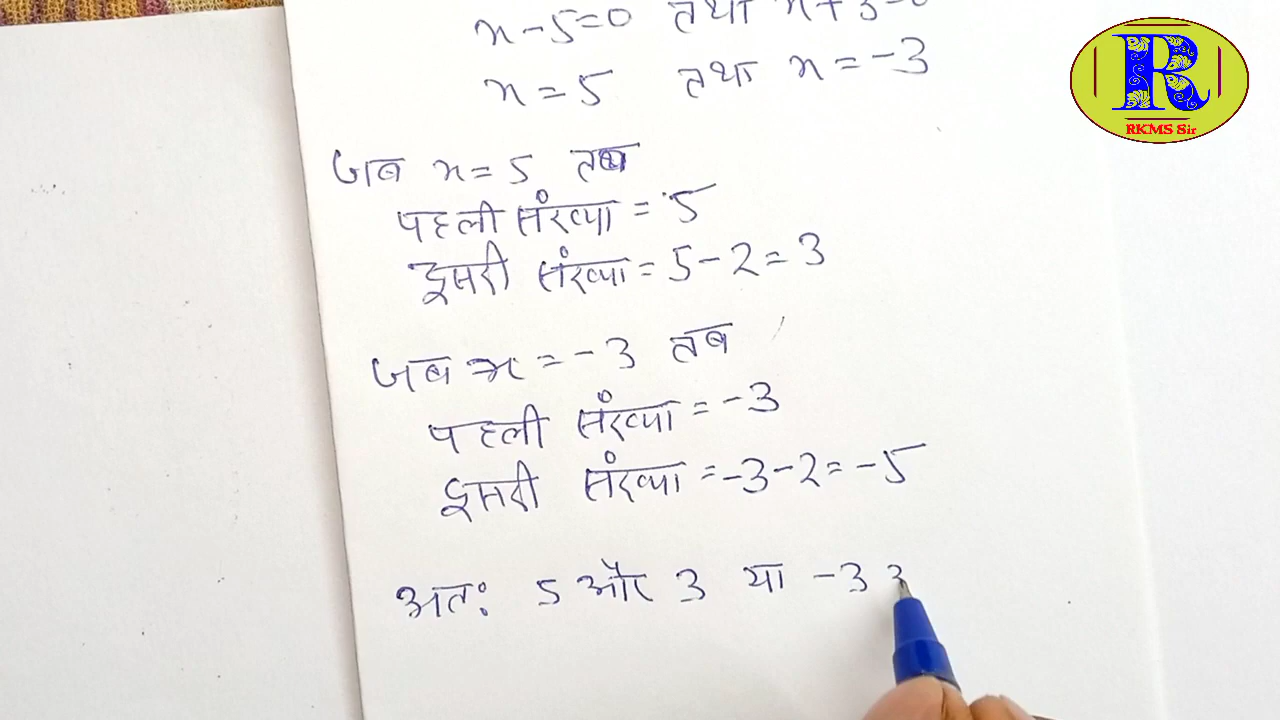 x-5=0 तथा x+3=0
x=5 तथा x=-3
R
RKMS Sir
जब x=5 तब
पहली संख्या = 5
दूसरी संख्या = 5-2=3
जब x=-3 तब
पहली संख्या = -3
दूसरी संख्या = -3-2=-5
अतः 5 और 3 या -3